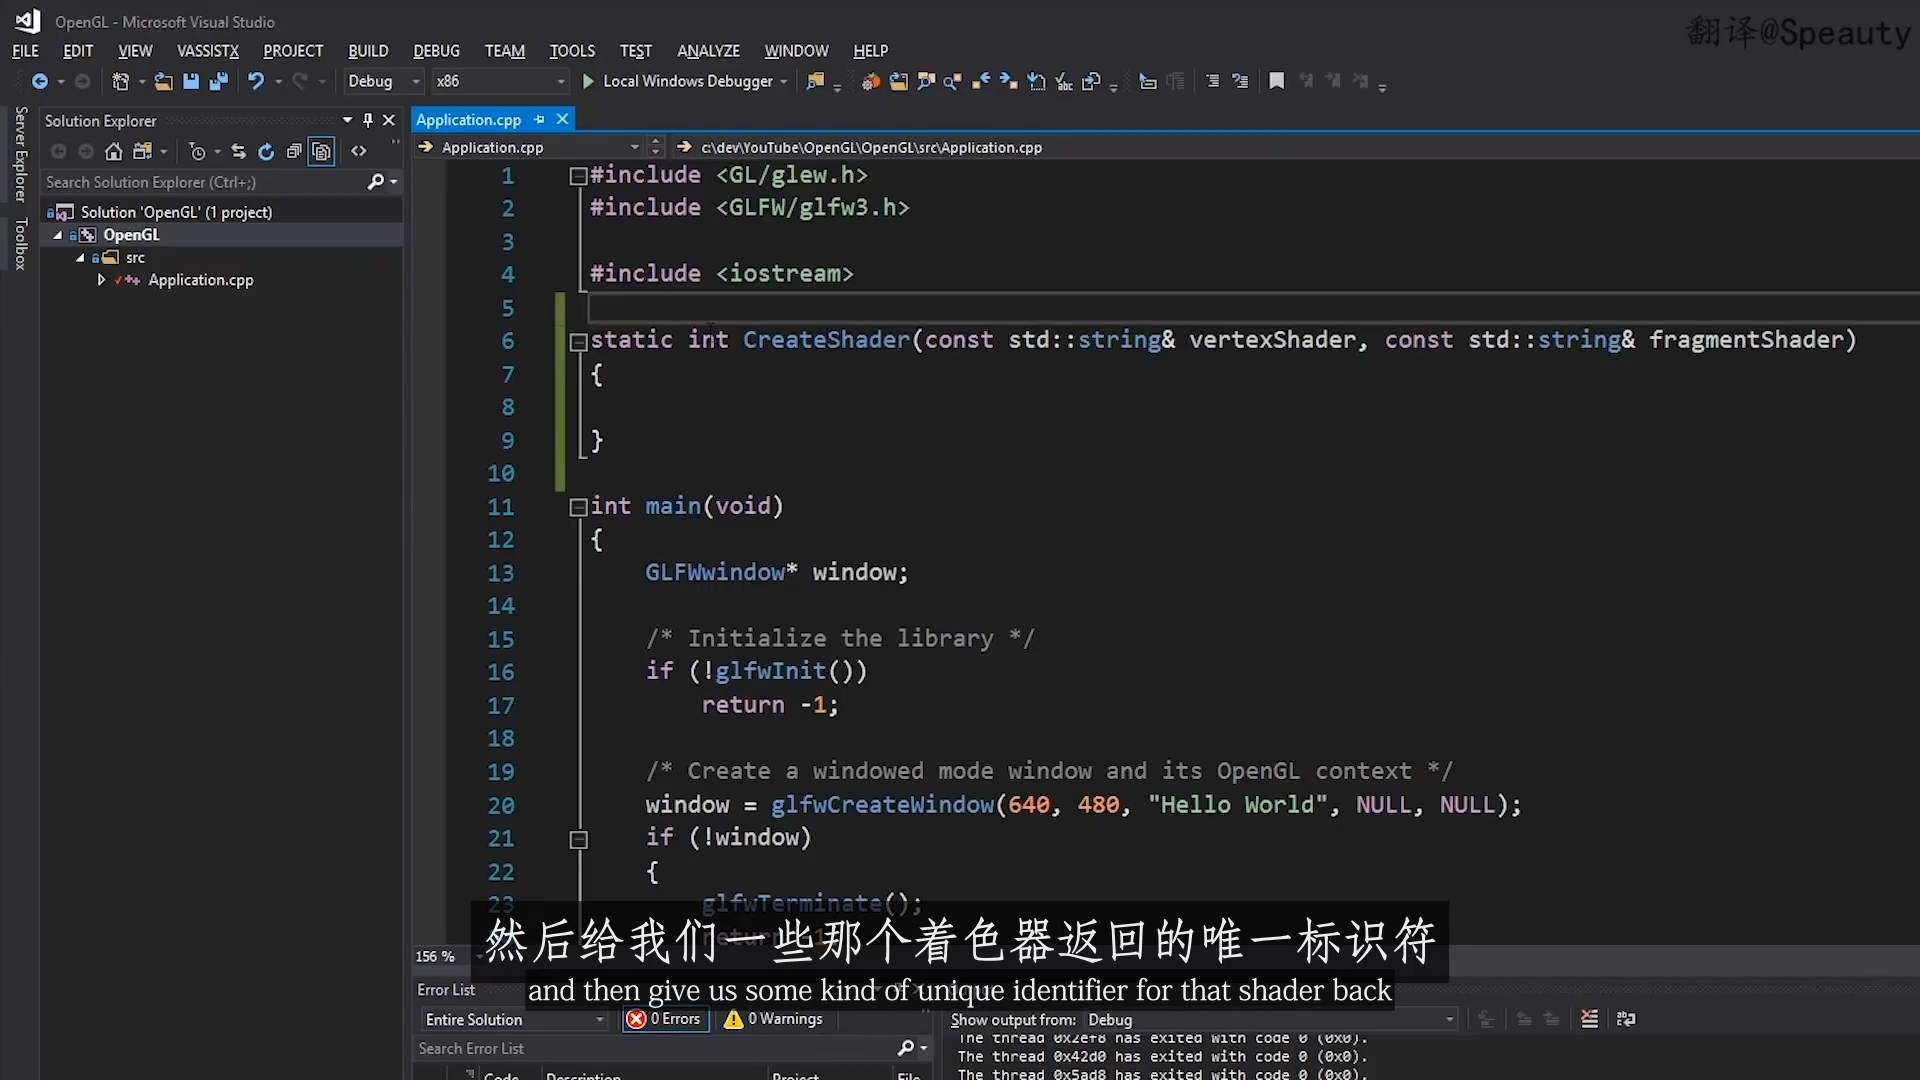 OpenGL - Microsoft Visual Studio
翻译@Speauty
FILE EDIT VIEW VASSISTX PROJECT BUILD DEBUG TEAM TOOLS TEST ANALYZE WINDOW HELP
Debug x86 Local Windows Debugger
Server Explorer
Toolbox
Solution Explorer
Search Solution Explorer (Ctrl+;)
Solution 'OpenGL' (1 project)
OpenGL
src
Application.cpp
Application.cpp
Application.cpp c:\dev\YouTube\OpenGL\OpenGL\src\Application.cpp
1 #include <GL/glew.h>
2 #include <GLFW/glfw3.h>
3
4 #include <iostream>
5
6 static int CreateShader(const std::string& vertexShader, const std::string& fragmentShader)
7 {
8
9 }
10
11 int main(void)
12 {
13 GLFWwindow* window;
14
15 /* Initialize the library */
16 if (!glfwInit())
17 return -1;
18
19 /* Create a windowed mode window and its OpenGL context */
20 window = glfwCreateWindow(640, 480, "Hello World", NULL, NULL);
21 if (!window)
22 {
23 glfwTerminate();
然后给我们一些那个着色器返回的唯一标识符
156 %
and then give us some kind of unique identifier for that shader back
Error List
Entire Solution 0 Errors 0 Warnings
Search Error List
Code Description Project File
Show output from: Debug
The thread 0x2ef8 has exited with code 0 (0x0).
The thread 0x42d0 has exited with code 0 (0x0).
The thread 0x5ad8 has exited with code 0 (0x0).